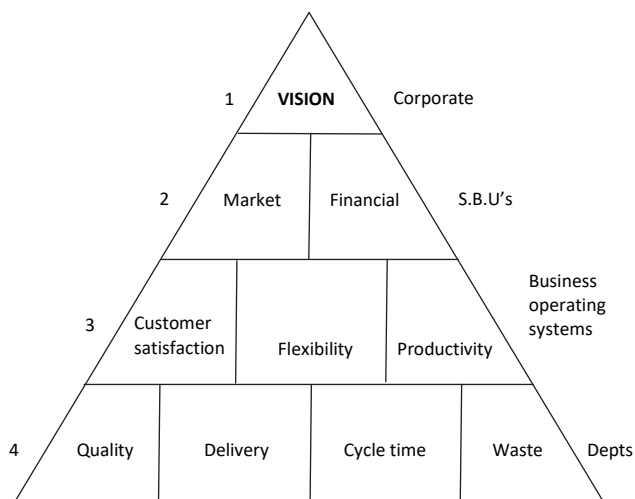 1 VISION Corporate
2 Market Financial S.B.U's
Business
operating
systems
3 Customer
satisfaction Flexibility Productivity
4 Quality Delivery Cycle time Waste Depts